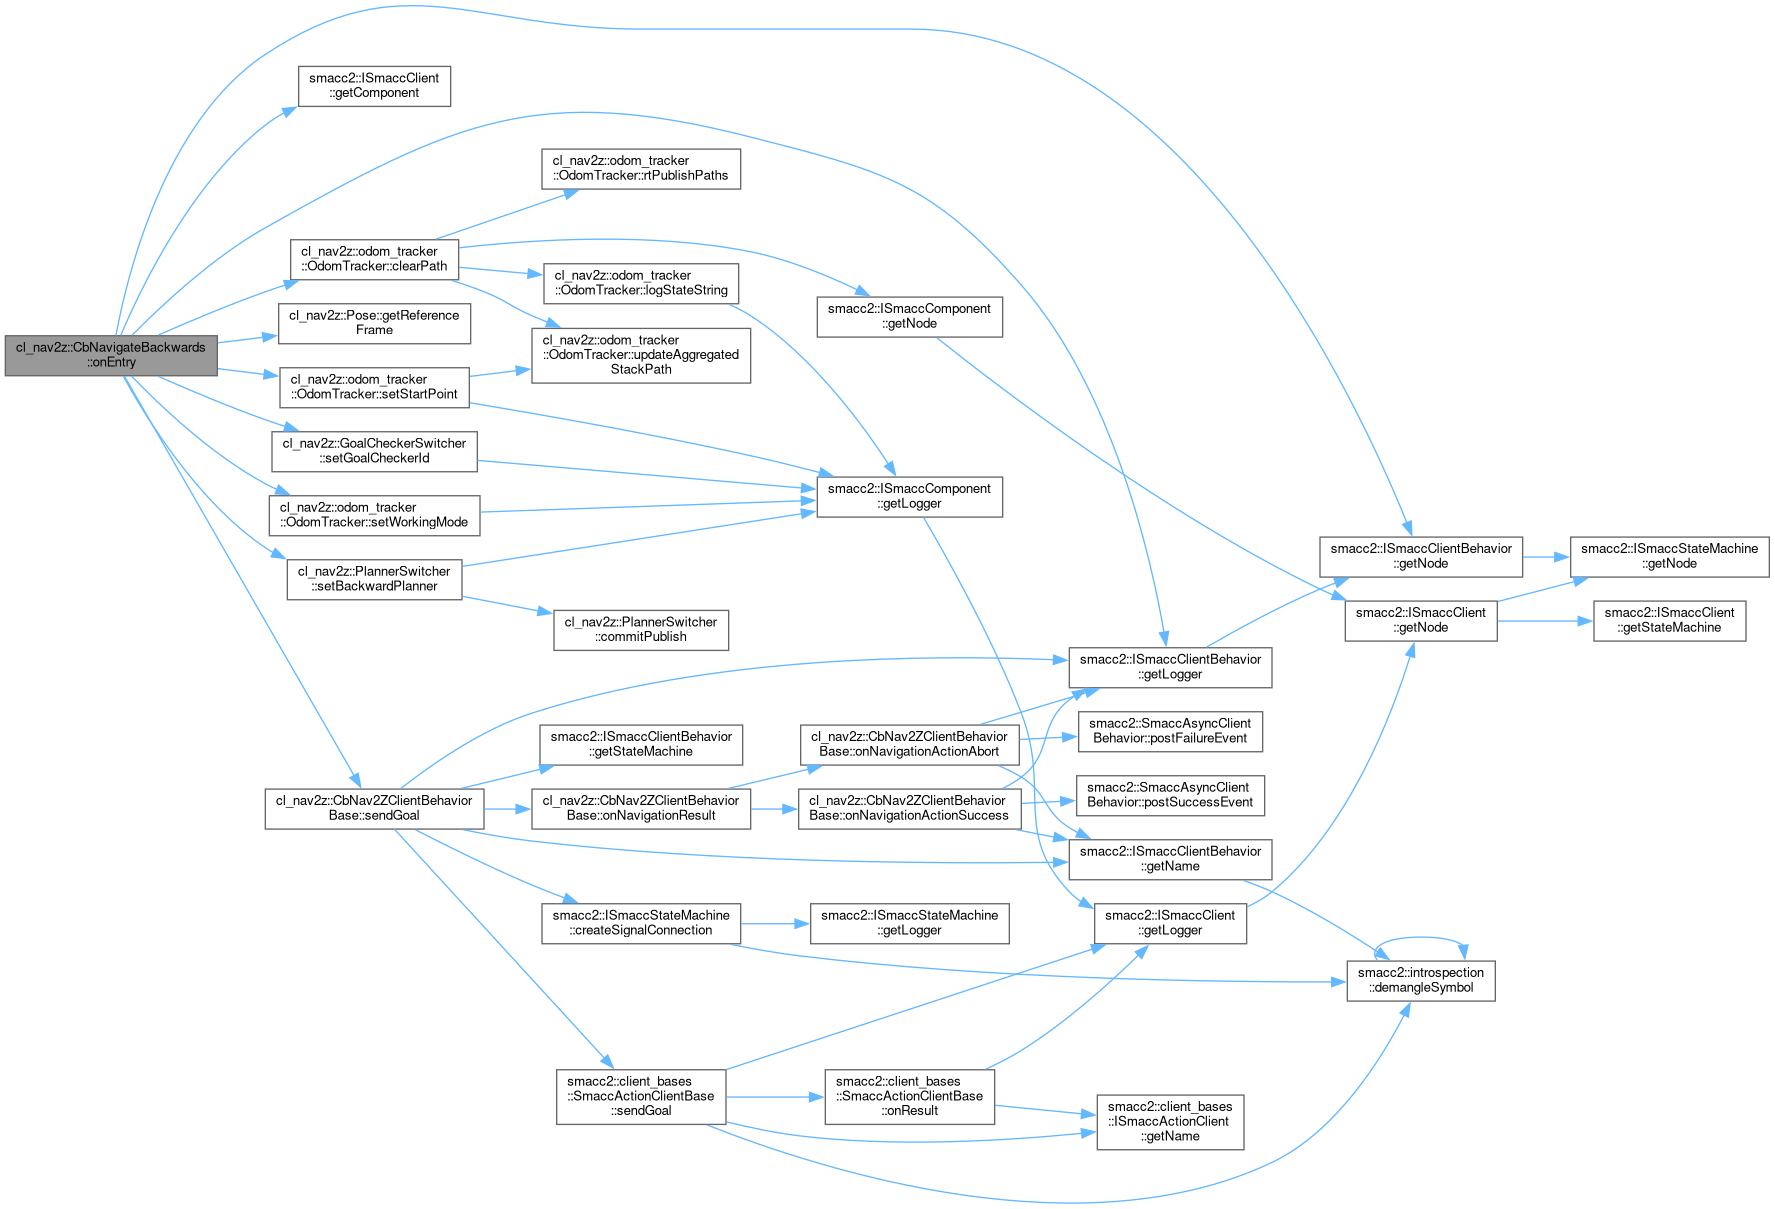 smacc2::ISmaccClient
::getComponent
cl_nav2z::odom_tracker
::OdomTracker::rtPublishPaths
cl_nav2z::odom_tracker
::OdomTracker::clearPath
cl_nav2z::odom_tracker
::OdomTracker::logStateString
smacc2::ISmaccComponent
::getNode
cl_nav2z::Pose::getReference
Frame
cl_nav2z::CbNavigateBackwards
::onEntry
cl_nav2z::odom_tracker
::OdomTracker::updateAggregated
StackPath
cl_nav2z::odom_tracker
::OdomTracker::setStartPoint
cl_nav2z::GoalCheckerSwitcher
::setGoalCheckerId
smacc2::ISmaccComponent
::getLogger
cl_nav2z::odom_tracker
::OdomTracker::setWorkingMode
smacc2::ISmaccClientBehavior
::getNode
smacc2::ISmaccStateMachine
::getNode
cl_nav2z::PlannerSwitcher
::setBackwardPlanner
smacc2::ISmaccClient
::getNode
smacc2::ISmaccClient
::getStateMachine
cl_nav2z::PlannerSwitcher
::commitPublish
smacc2::ISmaccClientBehavior
::getLogger
smacc2::ISmaccClientBehavior
::getStateMachine
cl_nav2z::CbNav2ZClientBehavior
Base::onNavigationActionAbort
smacc2::SmaccAsyncClient
Behavior::postFailureEvent
cl_nav2z::CbNav2ZClientBehavior
Base::sendGoal
cl_nav2z::CbNav2ZClientBehavior
Base::onNavigationResult
cl_nav2z::CbNav2ZClientBehavior
Base::onNavigationActionSuccess
smacc2::SmaccAsyncClient
Behavior::postSuccessEvent
smacc2::ISmaccClientBehavior
::getName
smacc2::ISmaccStateMachine
::createSignalConnection
smacc2::ISmaccStateMachine
::getLogger
smacc2::ISmaccClient
::getLogger
smacc2::introspection
::demangleSymbol
smacc2::client_bases
::SmaccActionClientBase
::sendGoal
smacc2::client_bases
::SmaccActionClientBase
::onResult
smacc2::client_bases
::ISmaccActionClient
::getName